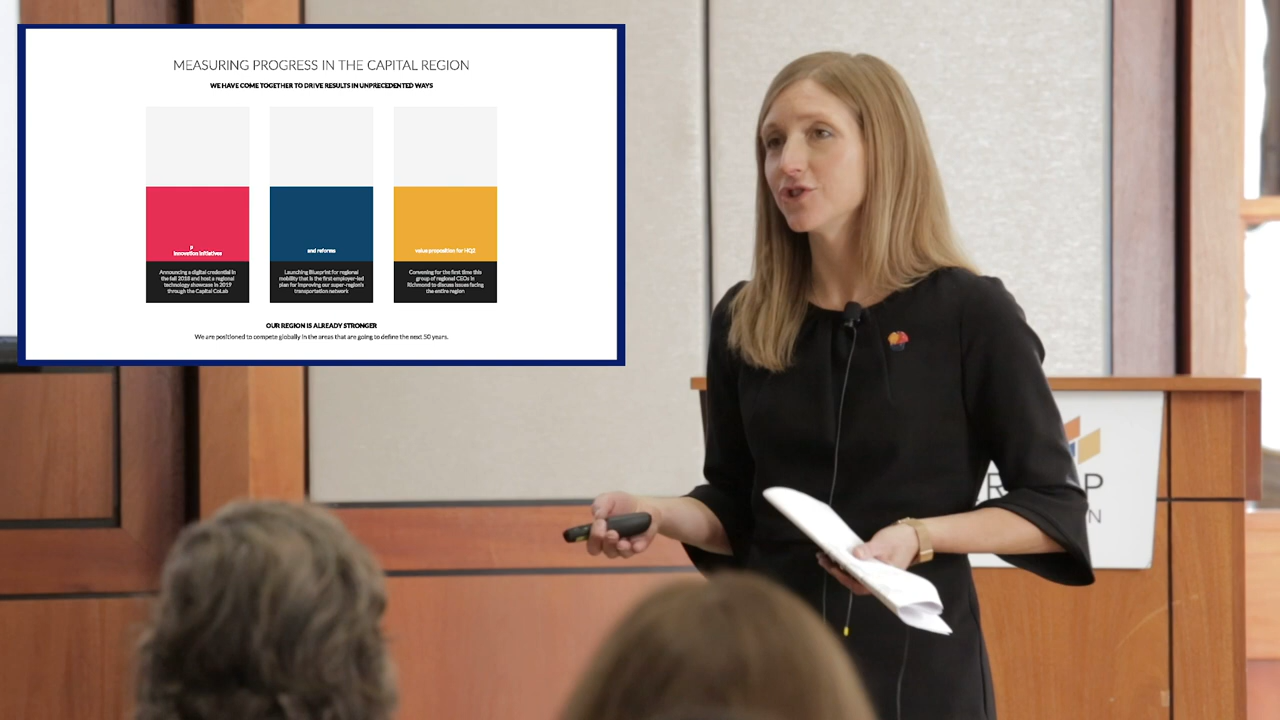 MEASURING PROGRESS IN THE CAPITAL REGION
WE HAVE COME TOGETHER TO DRIVE RESULTS IN UNPRECEDENTED WAYS
P
innovation initiatives
Announcing a digital credential in
the fall 2018 and host a regional
technology showcase in 2019
through the Capital CoLab
and reforms
Launching Blueprint for regional
mobility that is the first employer-led
plan for improving our super-region's
transportation network
value proposition for HQ2
Convening for the first time this
group of regional CEOs in
Richmond to discuss issues facing
the entire region
OUR REGION IS ALREADY STRONGER
We are positioned to compete globally in the areas that are going to define the next 50 years.
R P
N